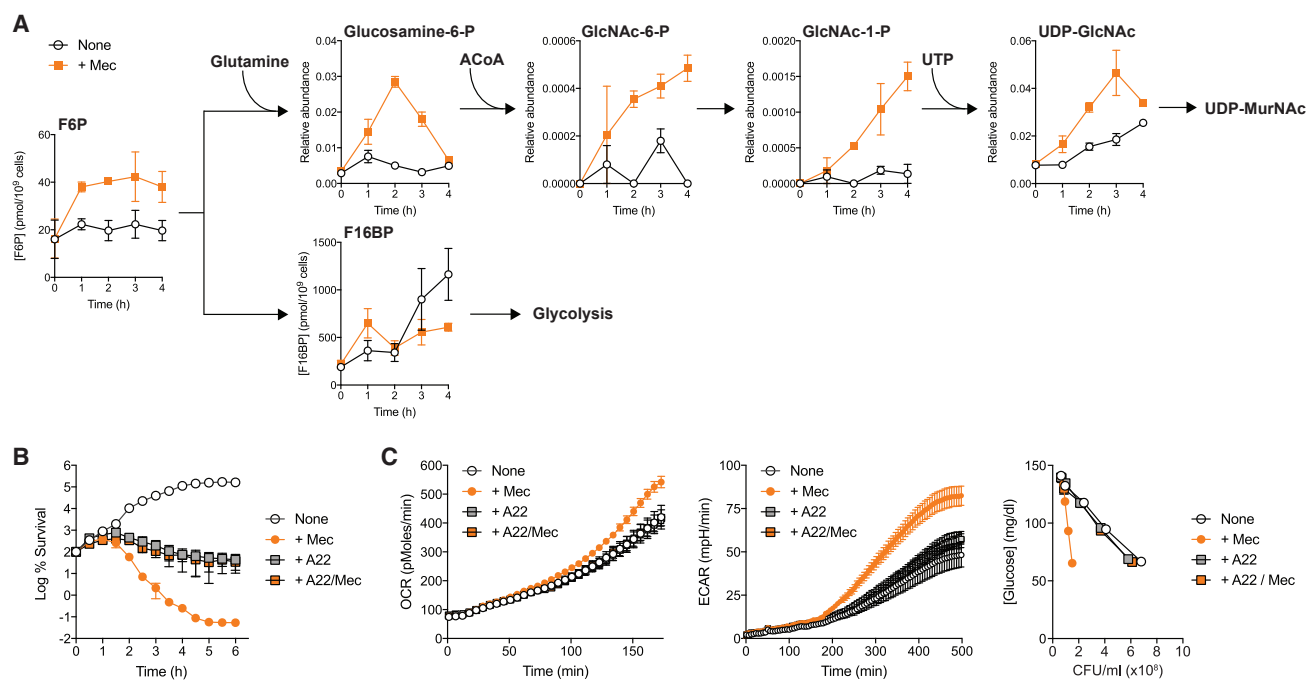 A
None
+ Mec
F6P
[F6P] (pmol/10⁹ cells)
60
40
20
0
0 1 2 3 4
Time (h)
Glutamine
Glucosamine-6-P
Relative abundance
0.04
0.03
0.02
0.01
0.00
0 1 2 3 4
Time (h)
ACoA
GlcNAc-6-P
Relative abundance
0.0006
0.0004
0.0002
0.0000
0 1 2 3 4
Time (h)
GlcNAc-1-P
Relative abundance
0.0020
0.0015
0.0010
0.0005
0.0000
0 1 2 3 4
Time (h)
UTP
UDP-GlcNAc
Relative abundance
0.08
0.06
0.04
0.02
0.00
0 1 2 3 4
Time (h)
UDP-MurNAc
F16BP
[F16BP] (pmol/10⁹ cells)
1500
1000
500
0
0 1 2 3 4
Time (h)
Glycolysis
B
Log % Survival
6
5
4
3
2
1
0
-1
-2
0 1 2 3 4 5 6
Time (h)
None
+ Mec
+ A22
+ A22/Mec
C
OCR (pMoles/min)
600
500
400
300
200
100
0
0 50 100 150
Time (min)
None
+ Mec
+ A22
+ A22/Mec
ECAR (mpH/min)
100
75
50
25
0
0 100 200 300 400 500
Time (min)
None
+ Mec
+ A22
+ A22/Mec
[Glucose] (mg/dl)
150
100
50
0
0 2 4 6 8 10
CFU/ml (x10⁸)
None
+ Mec
+ A22
+ A22 / Mec